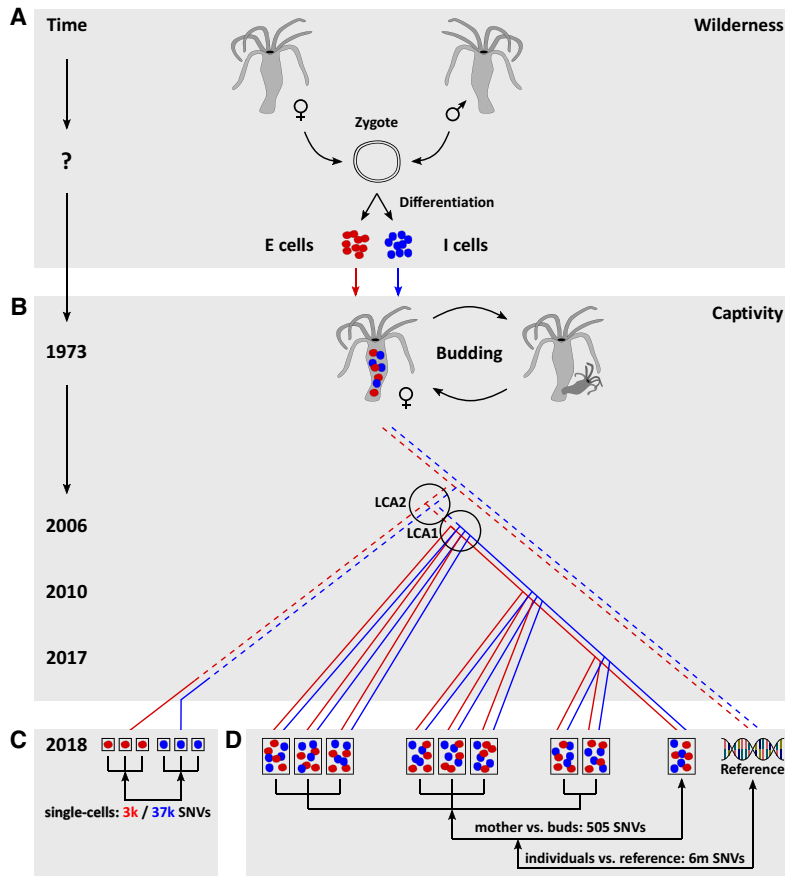 A
Time
Wilderness
♀
♂
Zygote
?
Differentiation
E cells
I cells
B
Captivity
1973
Budding
♀
LCA2
2006
LCA1
2010
2017
C
D
2018
Reference
single-cells: 3k / 37k SNVs
mother vs. buds: 505 SNVs
individuals vs. reference: 6m SNVs